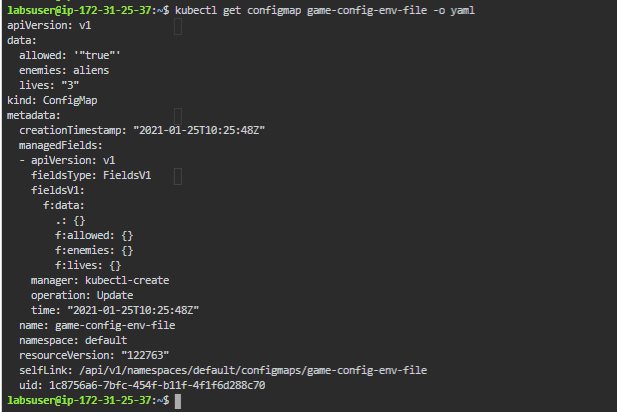 labsuser@ip-172-31-25-37:~$ kubectl get configmap game-config-env-file -o yaml
apiVersion: v1
data:
  allowed: '"true"'
  enemies: aliens
  lives: "3"
kind: ConfigMap
metadata:
  creationTimestamp: "2021-01-25T10:25:48Z"
  managedFields:
  - apiVersion: v1
    fieldsType: FieldsV1
    fieldsV1:
      f:data:
        .: {}
        f:allowed: {}
        f:enemies: {}
        f:lives: {}
    manager: kubectl-create
    operation: Update
    time: "2021-01-25T10:25:48Z"
  name: game-config-env-file
  namespace: default
  resourceVersion: "122763"
  selfLink: /api/v1/namespaces/default/configmaps/game-config-env-file
  uid: 1c8756a6-7bfc-454f-b11f-4f1f6d288c70
labsuser@ip-172-31-25-37:~$